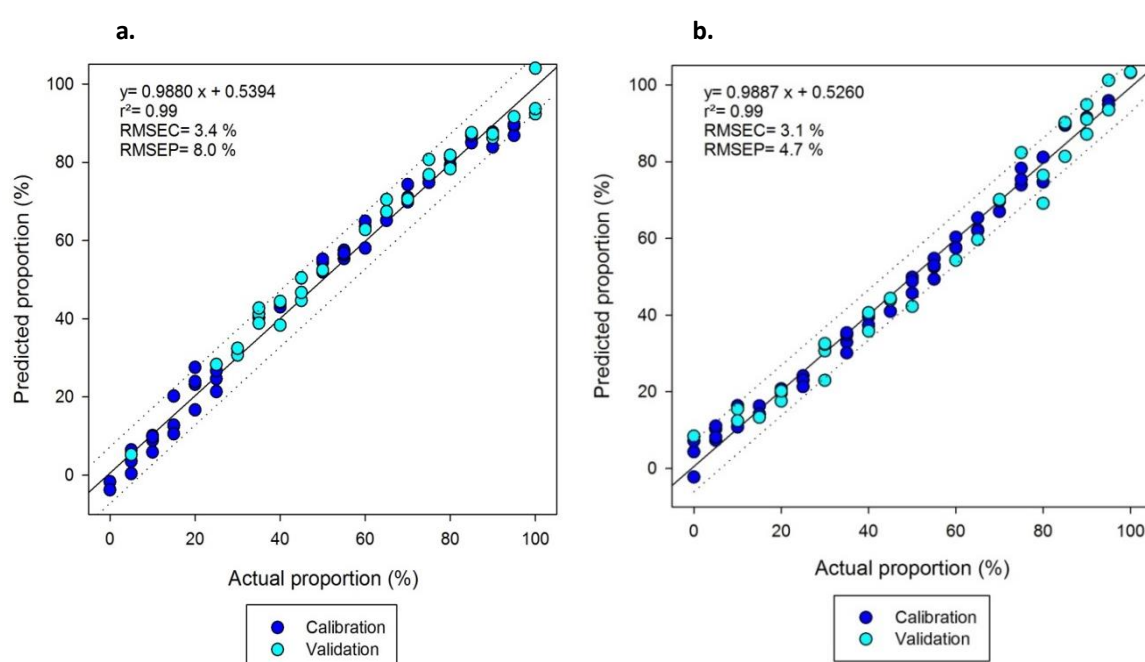 a.
y= 0.9880 x + 0.5394
r²= 0.99
RMSEC= 3.4 %
RMSEP= 8.0 %
100
80
60
40
20
0
Predicted proportion (%)
0 20 40 60 80 100
Actual proportion (%)
Calibration
Validation
b.
y= 0.9887 x + 0.5260
r²= 0.99
RMSEC= 3.1 %
RMSEP= 4.7 %
100
80
60
40
20
0
Predicted proportion (%)
0 20 40 60 80 100
Actual proportion (%)
Calibration
Validation